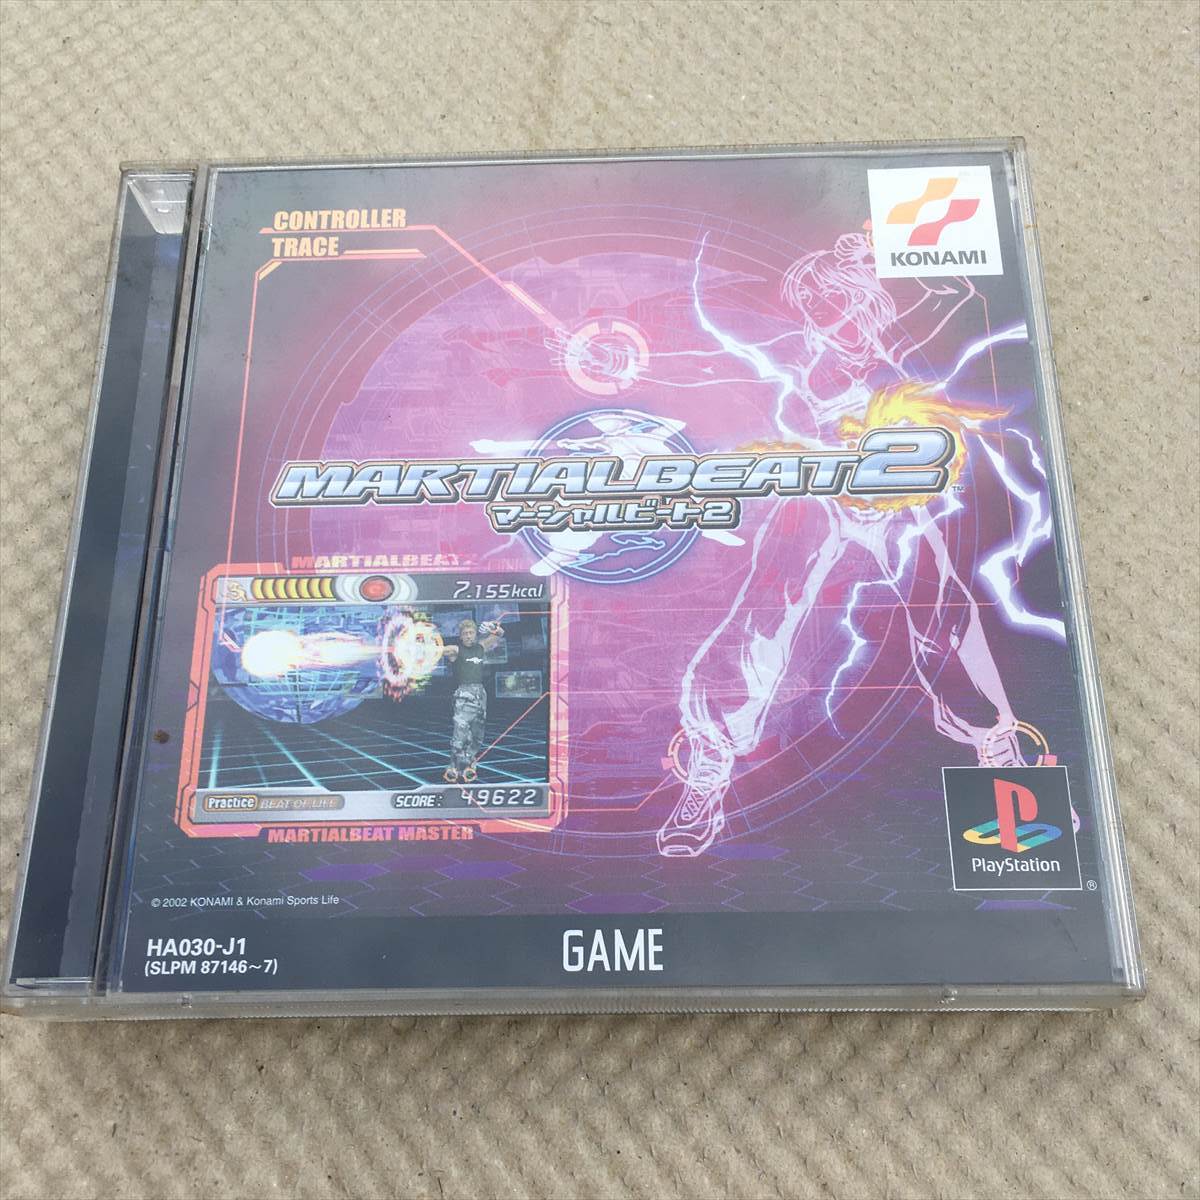 CONTROLLER
TRACE
KONAMI
MARTIALBEAT2 ™
マーシャルビート2
MARTIALBEAT2
7.155kcal
Practice BEAT OF LIFE SCORE: 49622
MARTIALBEAT MASTER
PlayStation ®
© 2002 KONAMI & Konami Sports Life
HA030-J1
(SLPM 87146~7)
GAME